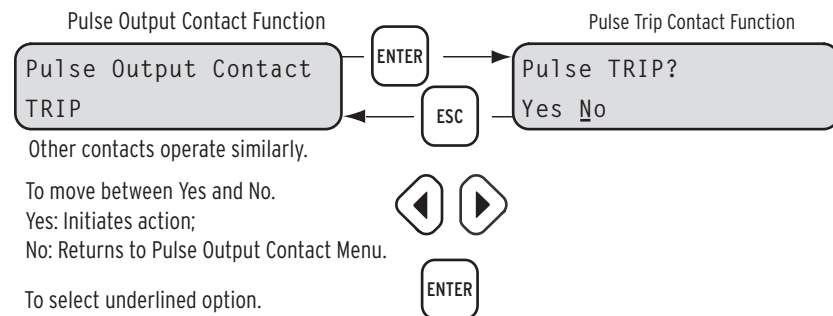 Pulse Output Contact Function
Pulse Trip Contact Function
Pulse Output Contact
TRIP
ENTER
ESC
Pulse TRIP?
Yes No
Other contacts operate similarly.
To move between Yes and No.
Yes: Initiates action;
No: Returns to Pulse Output Contact Menu.
To select underlined option.
ENTER